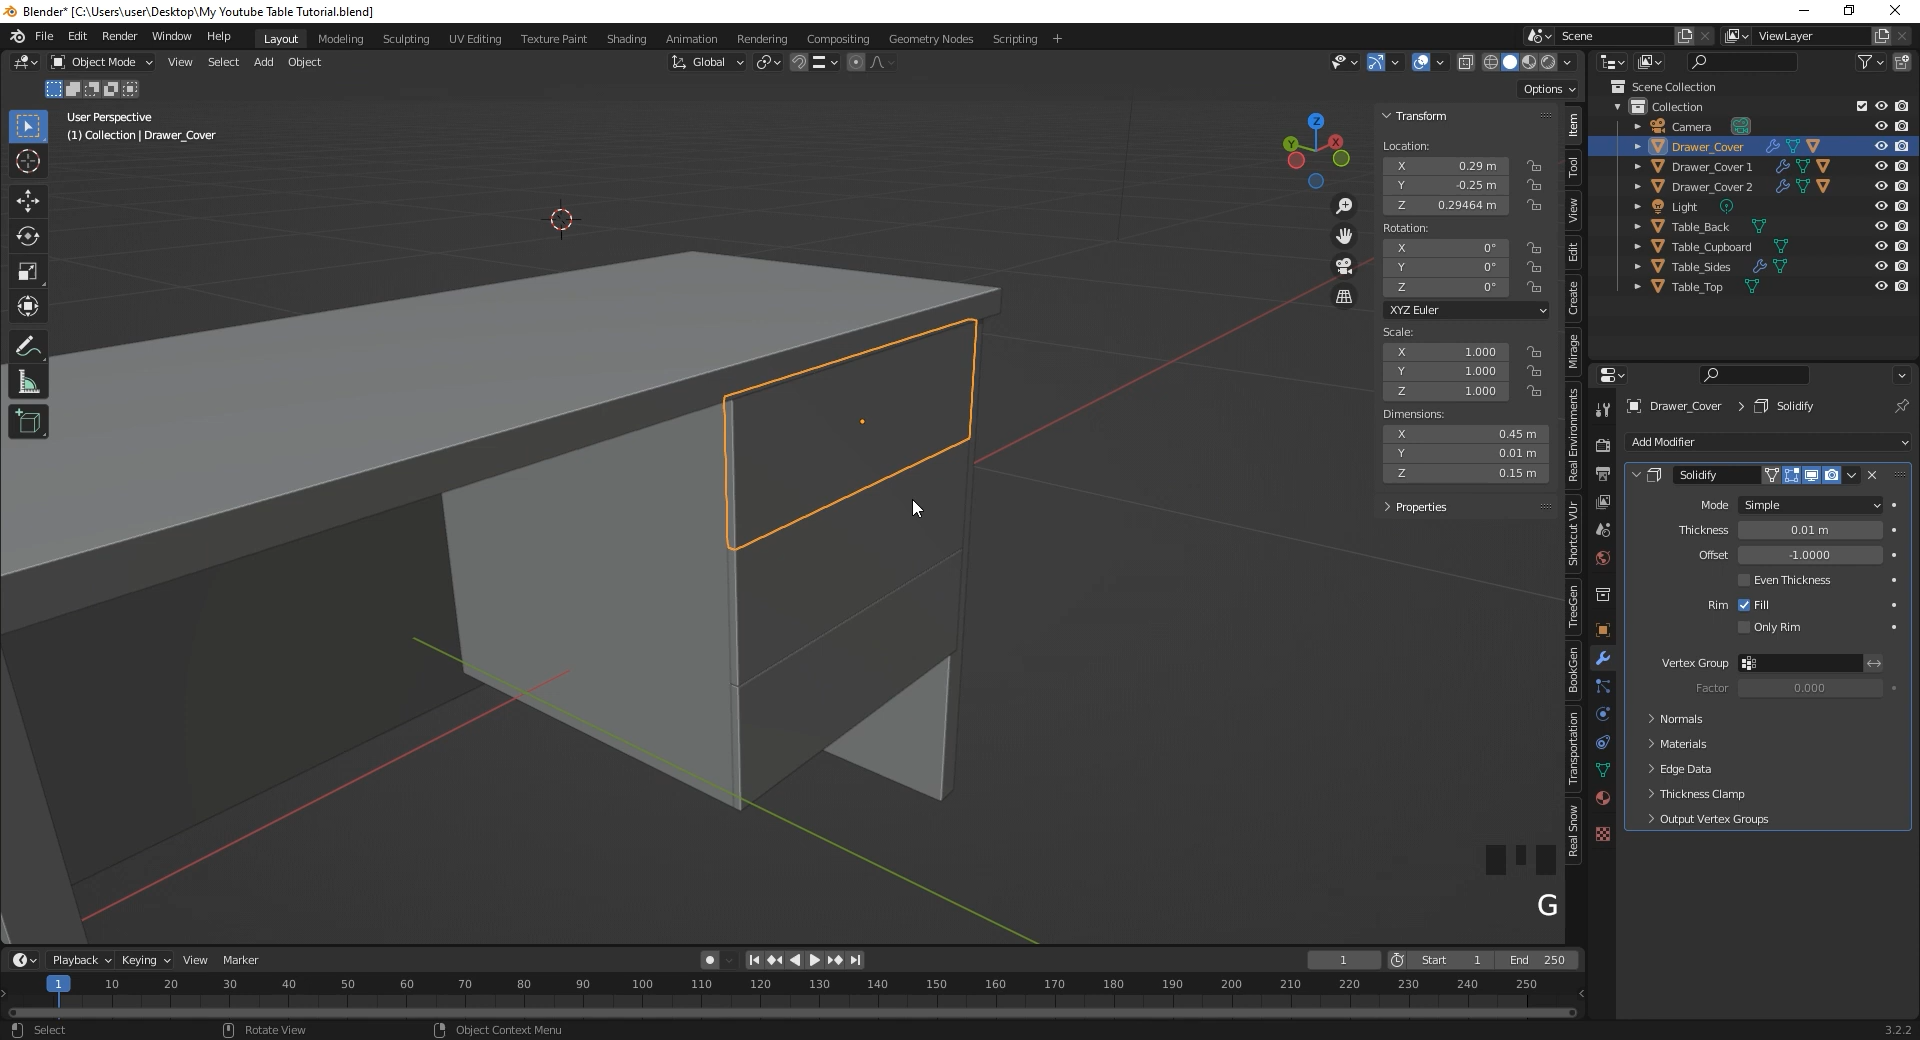 Blender* [C:\Users\user\Desktop\My Youtube Table Tutorial.blend]
File Edit Render Window Help Layout Modeling Sculpting UV Editing Texture Paint Shading Animation Rendering Compositing Geometry Nodes Scripting + Scene ViewLayer
Object Mode View Select Add Object Global
Options
User Perspective
(1) Collection | Drawer_Cover
Z
Y
X
Transform
Location:
X 0.29 m
Y -0.25 m
Z 0.29464 m
Rotation:
X 0°
Y 0°
Z 0°
XYZ Euler
Scale:
X 1.000
Y 1.000
Z 1.000
Dimensions:
X 0.45 m
Y 0.01 m
Z 0.15 m
Properties
Item
Tool
View
Edit
Create
Mirage
Real Environments
Shortcut VUr
TreeGen
BookGen
Transportation
Real Snow
Scene Collection
Collection
Camera
Drawer_Cover
Drawer_Cover 1
Drawer_Cover 2
Light
Table_Back
Table_Cupboard
Table_Sides
Table_Top
Drawer_Cover Solidify
Add Modifier
Solidify
Mode Simple
Thickness 0.01 m
Offset -1.0000
Even Thickness
Rim Fill
Only Rim
Vertex Group
Factor 0.000
Normals
Materials
Edge Data
Thickness Clamp
Output Vertex Groups
G
Playback Keying View Marker 1 Start 1 End 250
1 10 20 30 40 50 60 70 80 90 100 110 120 130 140 150 160 170 180 190 200 210 220 230 240 250
Select Rotate View Object Context Menu 3.2.2